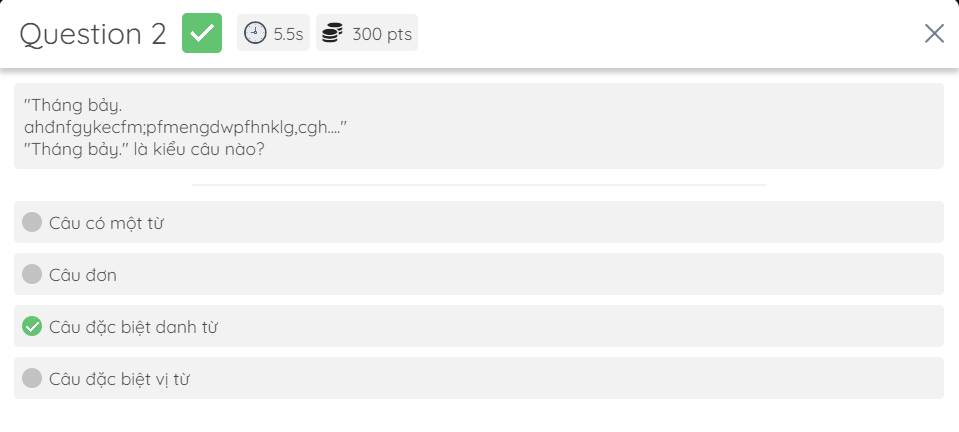 Question 2 5.5s 300 pts
"Tháng bảy.
ahđnfgykecfm;pfmengdwpfhnklg,cgh...."
"Tháng bảy." là kiểu câu nào?
Câu có một từ
Câu đơn
Câu đặc biệt danh từ
Câu đặc biệt vị từ